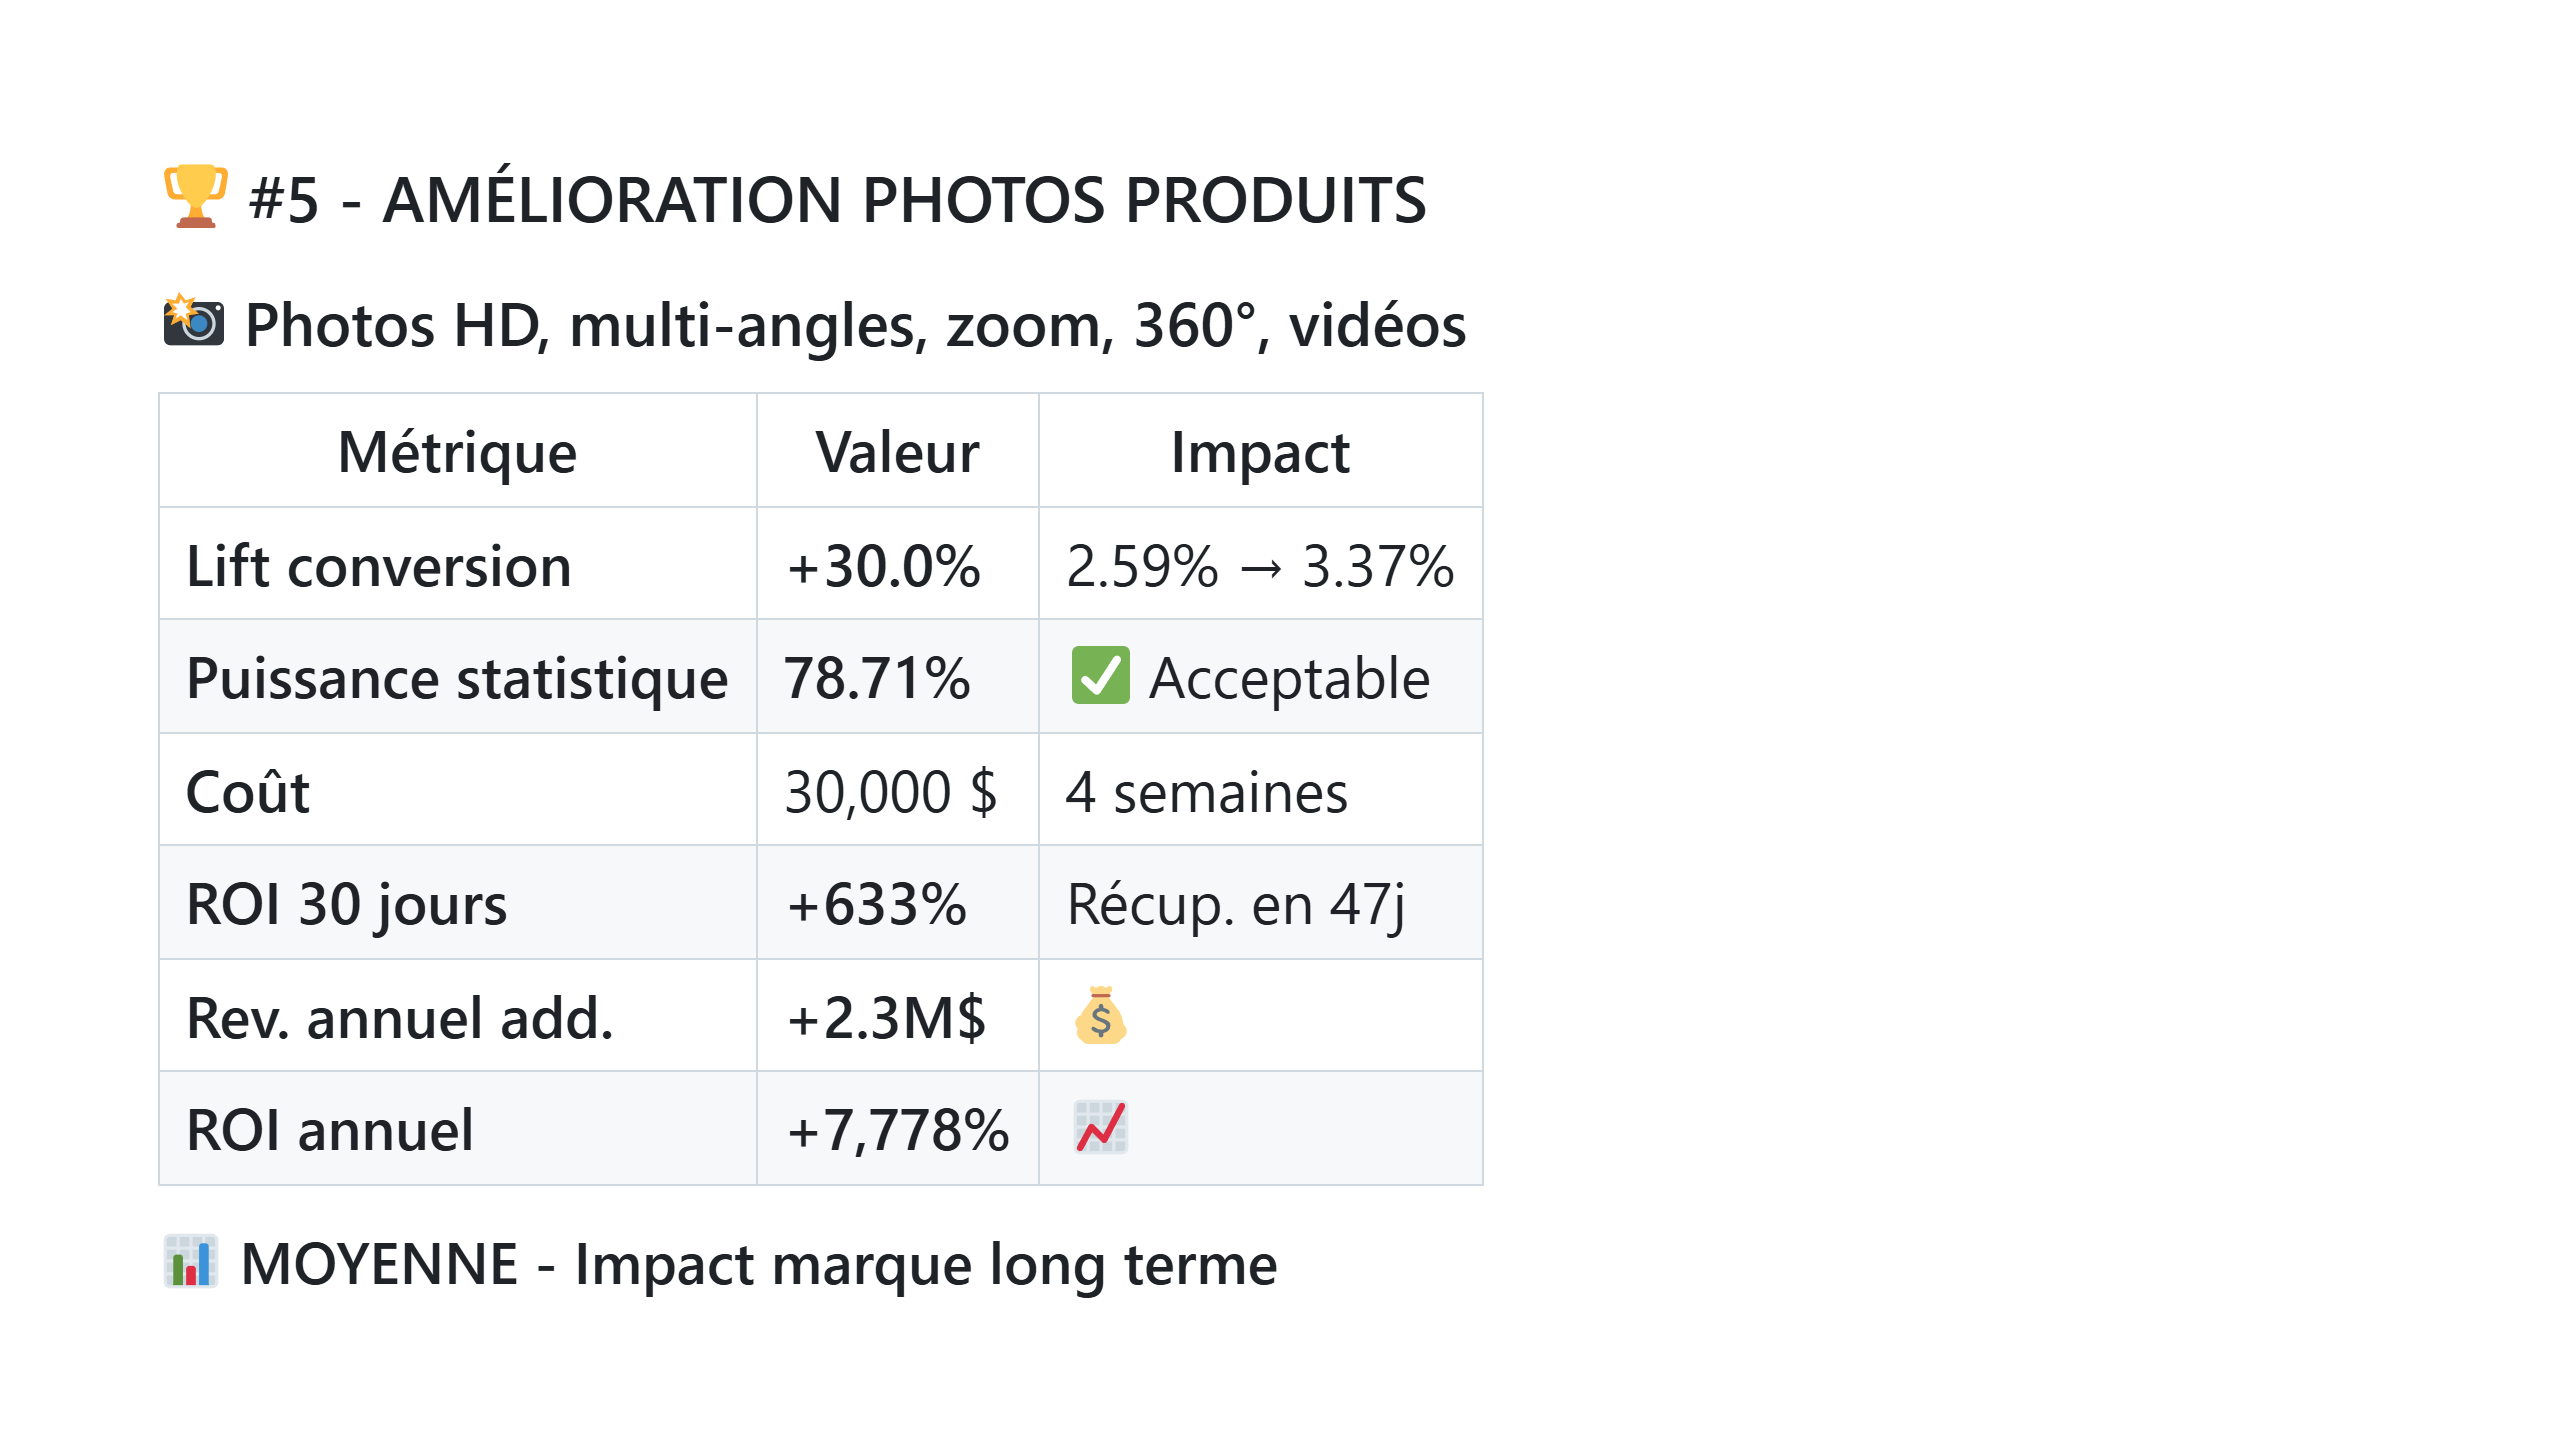 🏆 #5 - AMÉLIORATION PHOTOS PRODUITS
📸 Photos HD, multi-angles, zoom, 360°, vidéos
Métrique Valeur Impact
Lift conversion +30.0% 2.59% → 3.37%
Puissance statistique 78.71% ✅ Acceptable
Coût 30,000 $ 4 semaines
ROI 30 jours +633% Récup. en 47j
Rev. annuel add. +2.3M$ 💰
ROI annuel +7,778% 📈
📊 MOYENNE - Impact marque long terme